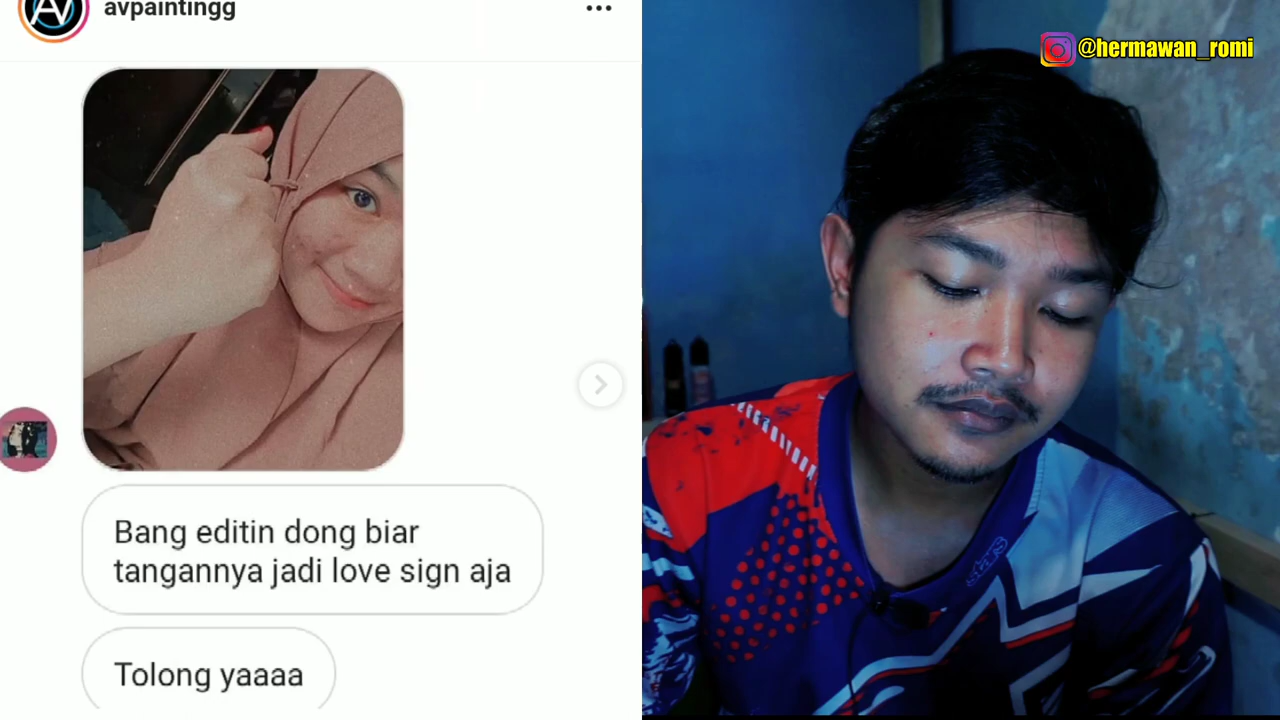 avpaintingg
@hermawan_romi
Bang editin dong biar
tangannya jadi love sign aja
Tolong yaaaa